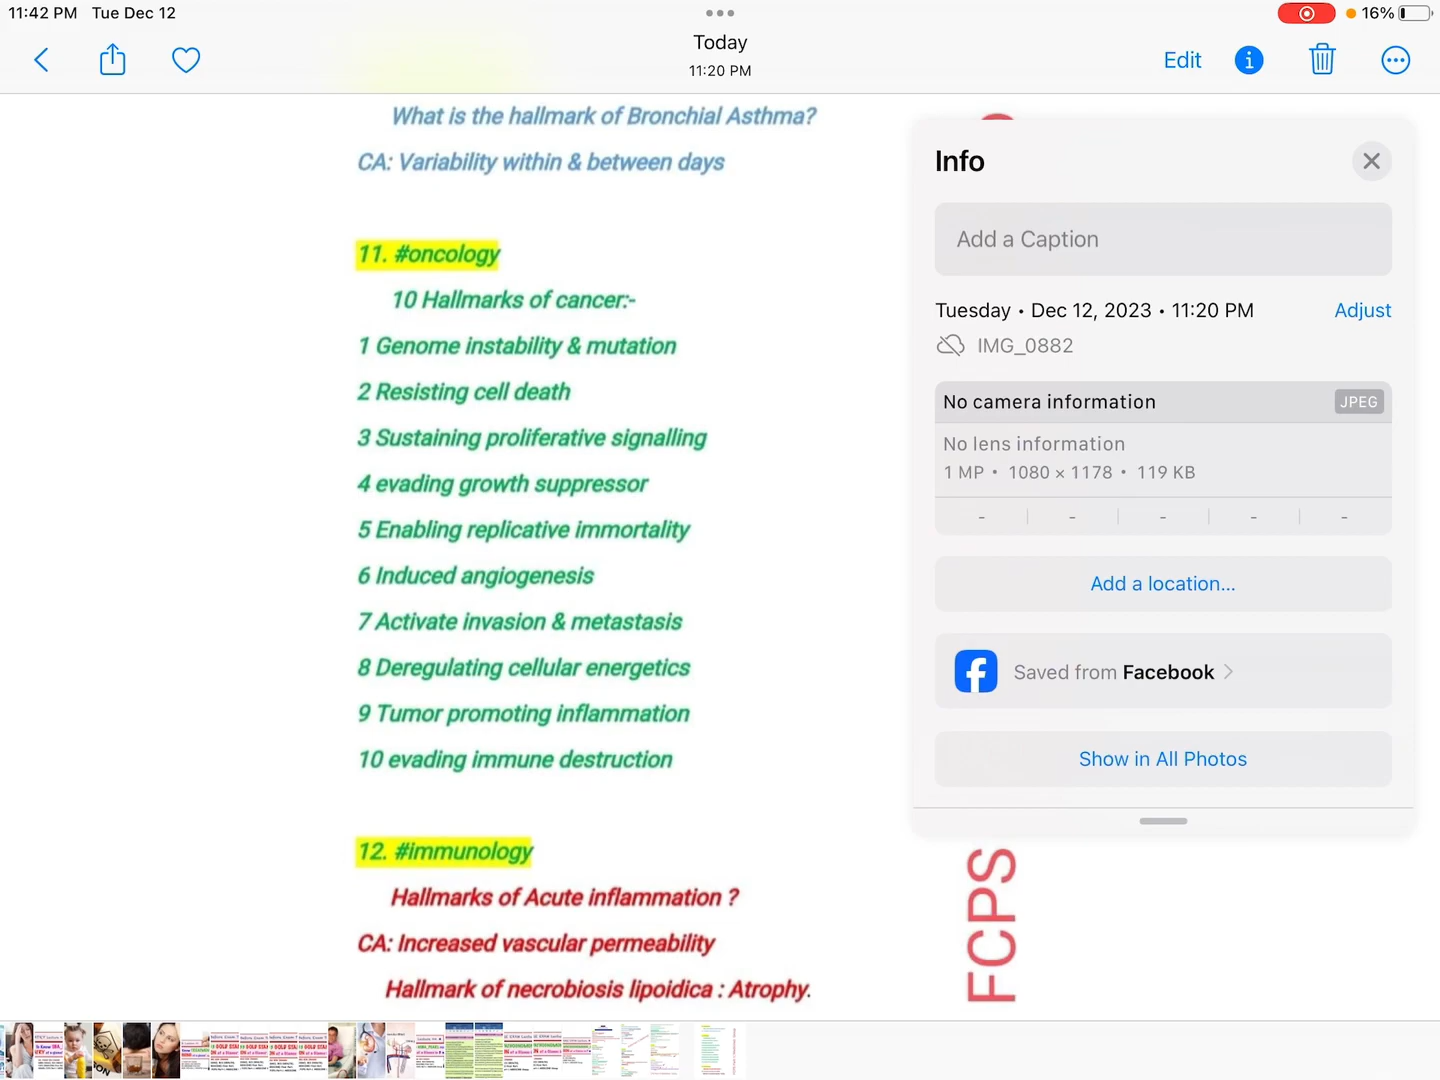 11:42 PM Tue Dec 12
16%
Today
11:20 PM
Edit
What is the hallmark of Bronchial Asthma?
CA: Variability within & between days
11. #oncology
10 Hallmarks of cancer:-
1 Genome instability & mutation
2 Resisting cell death
3 Sustaining proliferative signalling
4 evading growth suppressor
5 Enabling replicative immortality
6 Induced angiogenesis
7 Activate invasion & metastasis
8 Deregulating cellular energetics
9 Tumor promoting inflammation
10 evading immune destruction
12. #immunology
Hallmarks of Acute inflammation ?
CA: Increased vascular permeability
Hallmark of necrobiosis lipoidica : Atrophy.
FCPS
Info
Add a Caption
Tuesday • Dec 12, 2023 • 11:20 PM Adjust
IMG_0882
No camera information JPEG
No lens information
1 MP • 1080 × 1178 • 119 KB
- - - - -
Add a location...
Saved from Facebook
Show in All Photos